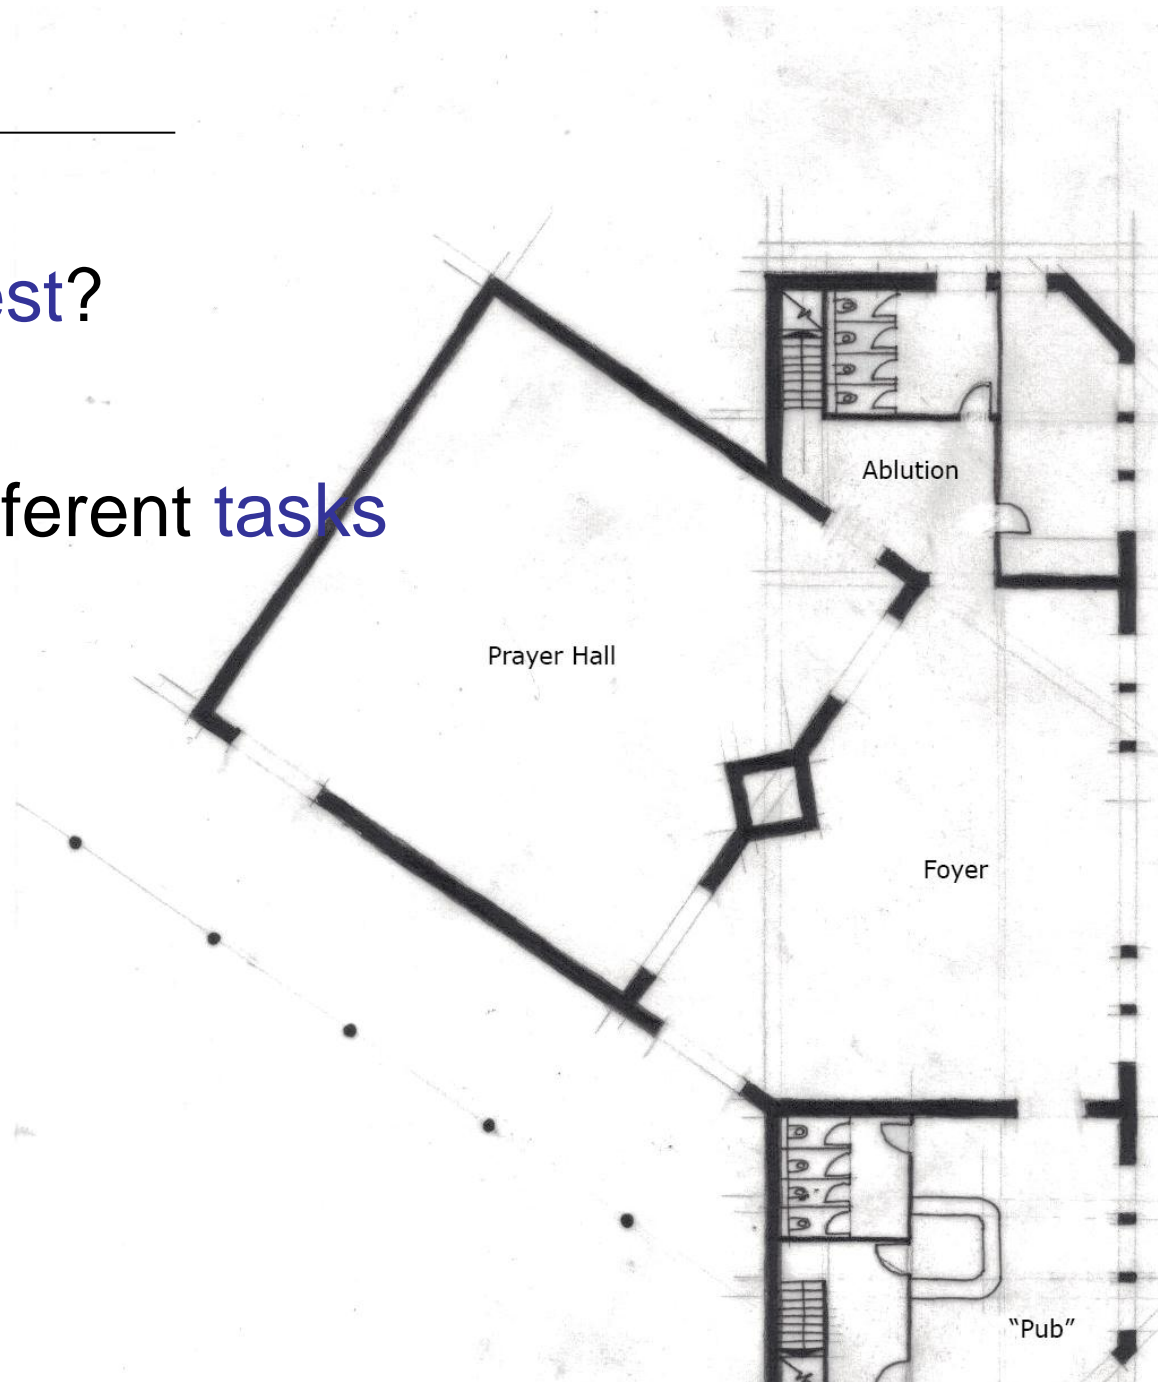 est?
ferent tasks
Ablution
Prayer Hall
Foyer
“Pub”